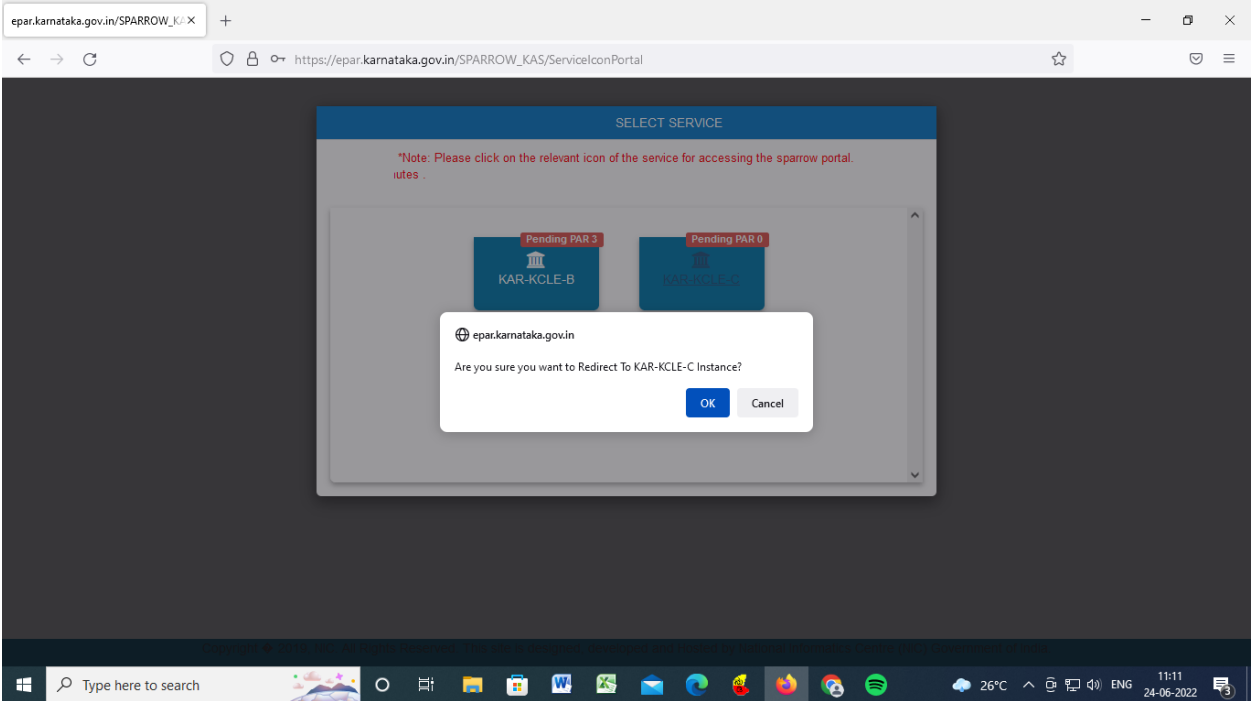 epar.karnataka.gov.in/SPARROW_KA
https://epar.karnataka.gov.in/SPARROW_KAS/ServiceIconPortal
SELECT SERVICE
*Note: Please click on the relevant icon of the service for accessing the sparrow portal.
utes .
Pending PAR 3
KAR-KCLE-B
Pending PAR 0
KAR-KCLE-C
epar.karnataka.gov.in
Are you sure you want to Redirect To KAR-KCLE-C Instance?
OK
Cancel
Type here to search
26°C
ENG
11:11
24-06-2022
3